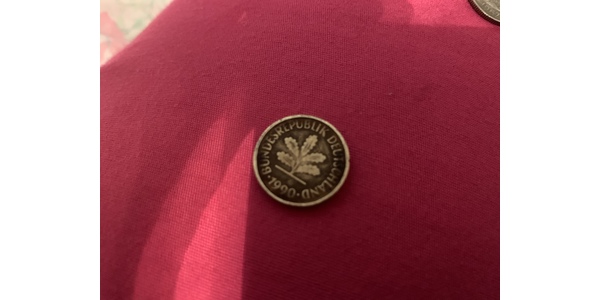 BUNDESREPUBLIK DEUTSCHLAND
· 1990 ·